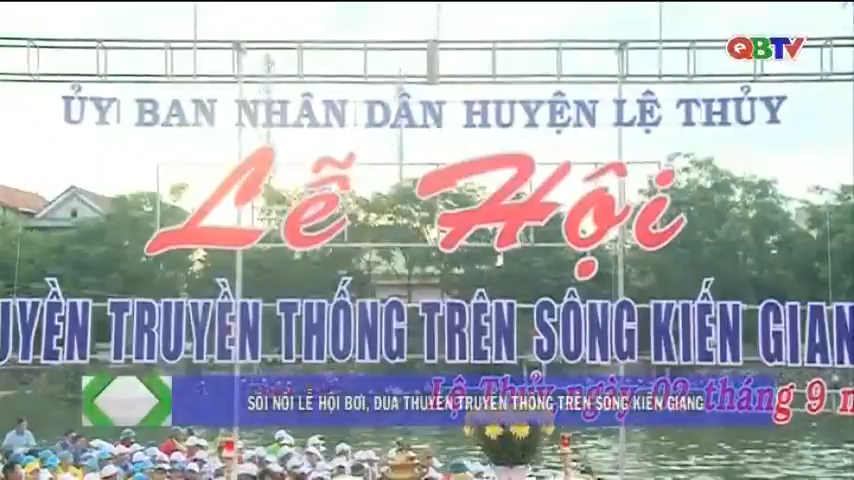 QBTV
ỦY BAN NHÂN DÂN HUYỆN LỆ THỦY
Lễ Hội
UYỀN TRUYỀN THỐNG TRÊN SÔNG KIẾN GIAN
Lệ Thủy, ngày 02 tháng 9 n
SÔI NỔI LỄ HỘI BƠI, ĐUA THUYỀN TRUYỀN THỐNG TRÊN SÔNG KIẾN GIANG